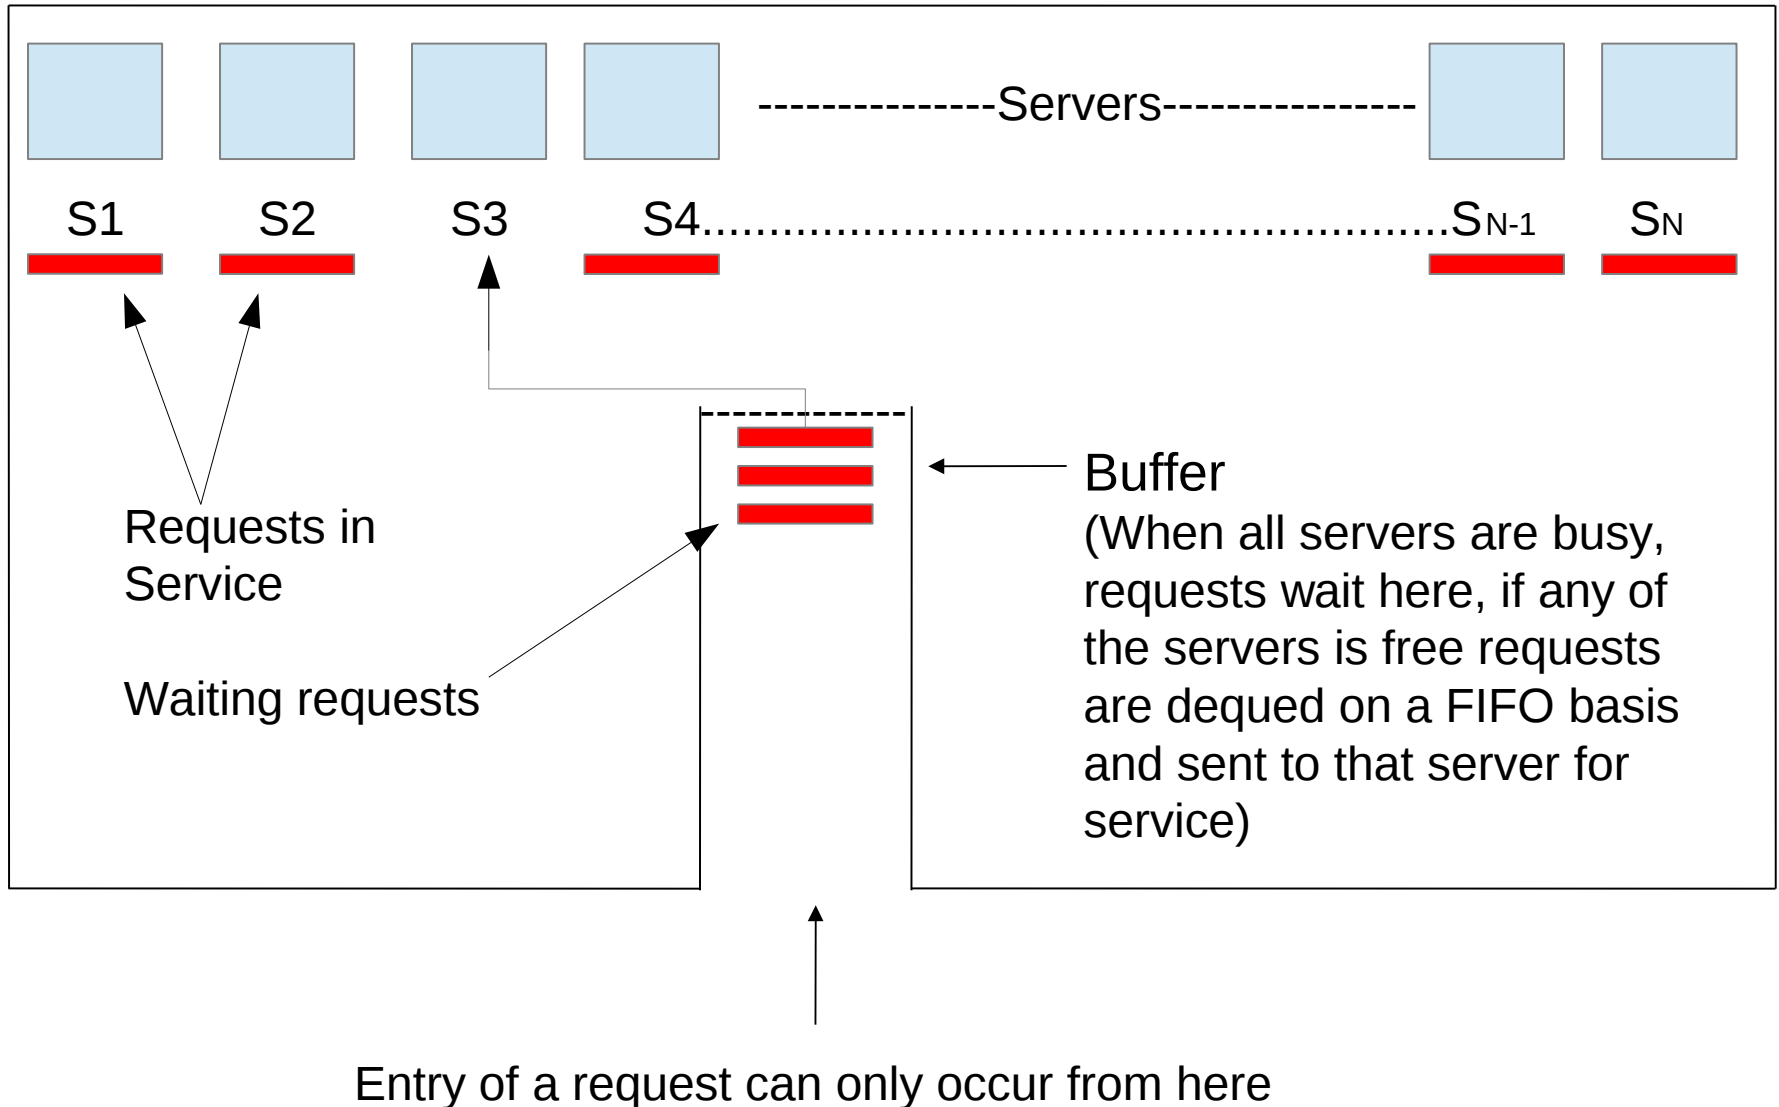 ---------------Servers----------------
S1 S2 S3 S4........................................................SN-1 SN
Requests in
Service
Waiting requests
Buffer
(When all servers are busy,
requests wait here, if any of
the servers is free requests
are dequed on a FIFO basis
and sent to that server for
service)
Entry of a request can only occur from here